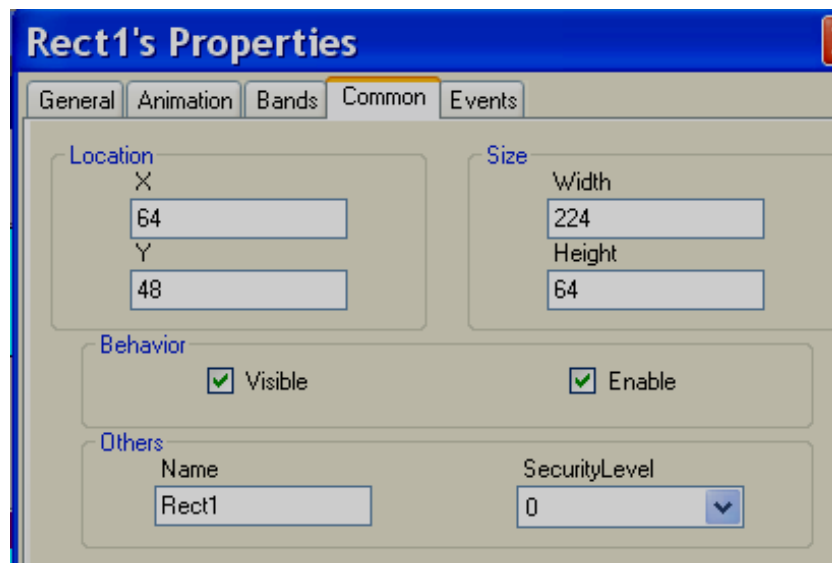 Rect1's Properties
General Animation Bands Common Events
Location Size
X Width
64 224
Y Height
48 64
Behavior
Visible Enable
Others
Name SecurityLevel
Rect1 0